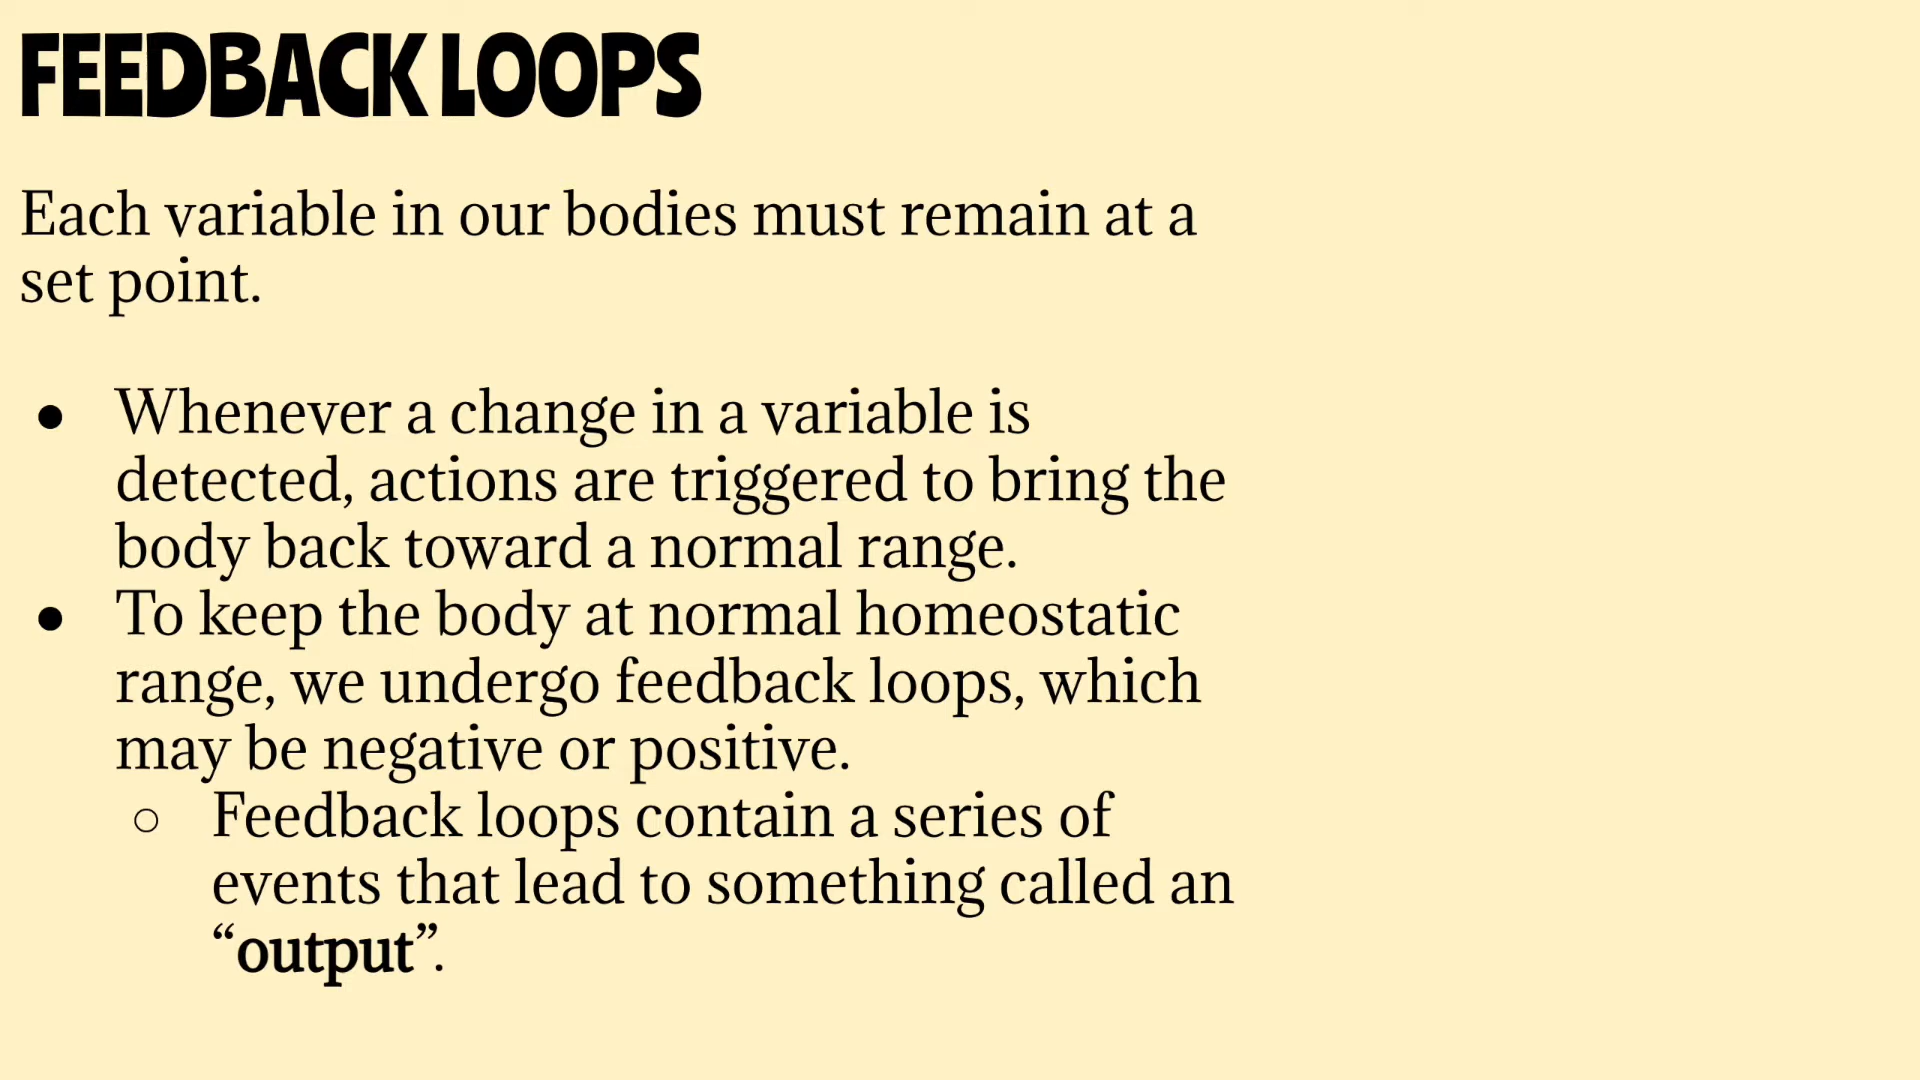 FEEDBACK LOOPS
Each variable in our bodies must remain at a
set point.
● Whenever a change in a variable is
detected, actions are triggered to bring the
body back toward a normal range.
● To keep the body at normal homeostatic
range, we undergo feedback loops, which
may be negative or positive.
○ Feedback loops contain a series of
events that lead to something called an
“output”.